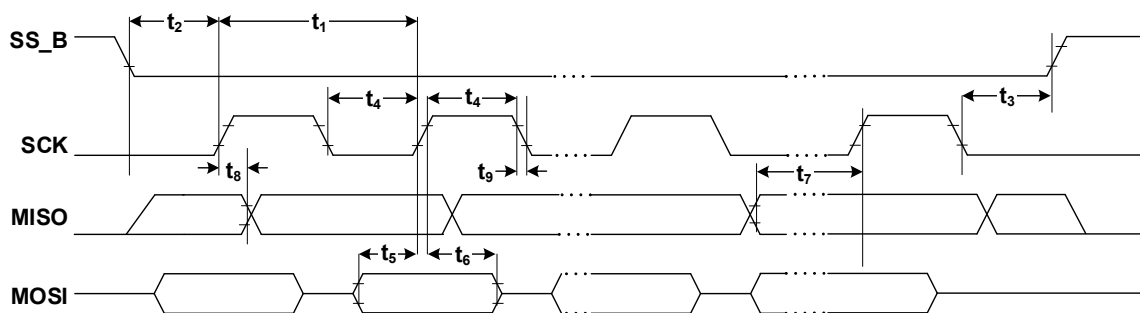 t2 t1
SS_B
t4 t4 t3
SCK
t8 t9 t7
MISO
t5 t6
MOSI